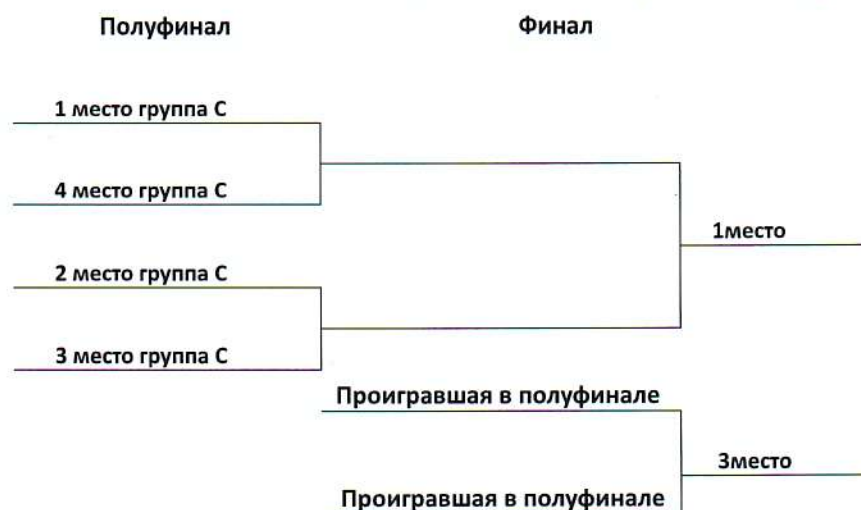 Полуфинал Финал
1 место группа С
4 место группа С
1место
2 место группа С
3 место группа С
Проигравшая в полуфинале
3место
Проигравшая в полуфинале